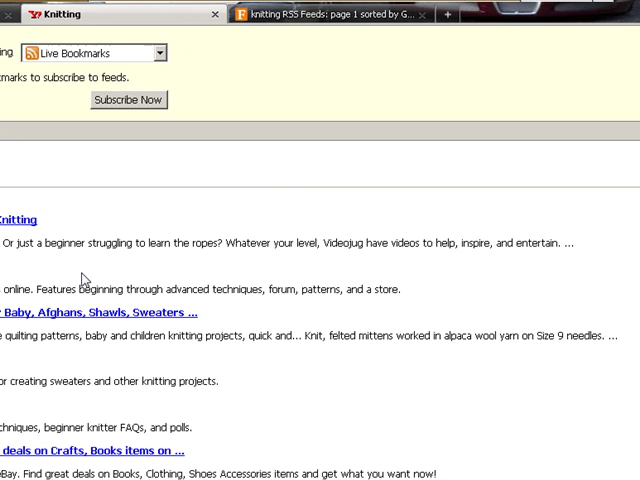 Knitting
knitting RSS Feeds: page 1 sorted by G...
Live Bookmarks
to subscribe to feeds.
Subscribe Now
Knitting
Or just a beginner struggling to learn the ropes? Whatever your level, Videojug have videos to help, inspire, and entertain. ...
online. Features beginning through advanced techniques, forum, patterns, and a store.
Baby, Afghans, Shawls, Sweaters ...
quilting patterns, baby and children knitting projects, quick and... Knit, felted mittens worked in alpaca wool yarn on Size 9 needles. ...
creating sweaters and other knitting projects.
beginner knitter FAQs, and polls.
deals on Crafts, Books items on ...
eBay. Find great deals on Books, Clothing, Shoes Accessories items and get what you want now!